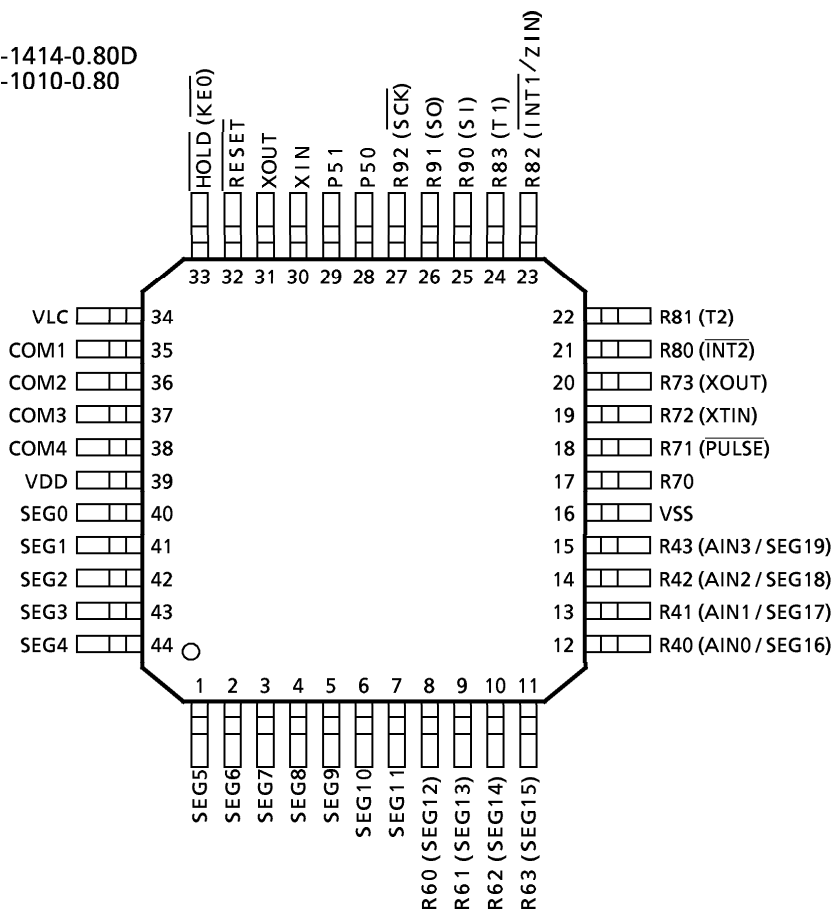 -1414-0.80D
-1010-0.80
HOLD (KE0)
RESET
XOUT
XIN
P51
P50
R92 (SCK)
R91 (SO)
R90 (SI)
R83 (T1)
R82 (INT1/ZIN)
33 32 31 30 29 28 27 26 25 24 23
VLC 34 22 R81 (T2)
COM1 35 21 R80 (INT2)
COM2 36 20 R73 (XOUT)
COM3 37 19 R72 (XTIN)
COM4 38 18 R71 (PULSE)
VDD 39 17 R70
SEG0 40 16 VSS
SEG1 41 15 R43 (AIN3 / SEG19)
SEG2 42 14 R42 (AIN2 / SEG18)
SEG3 43 13 R41 (AIN1 / SEG17)
SEG4 44 12 R40 (AIN0 / SEG16)
1 2 3 4 5 6 7 8 9 10 11
SEG5
SEG6
SEG7
SEG8
SEG9
SEG10
SEG11
R60 (SEG12)
R61 (SEG13)
R62 (SEG14)
R63 (SEG15)